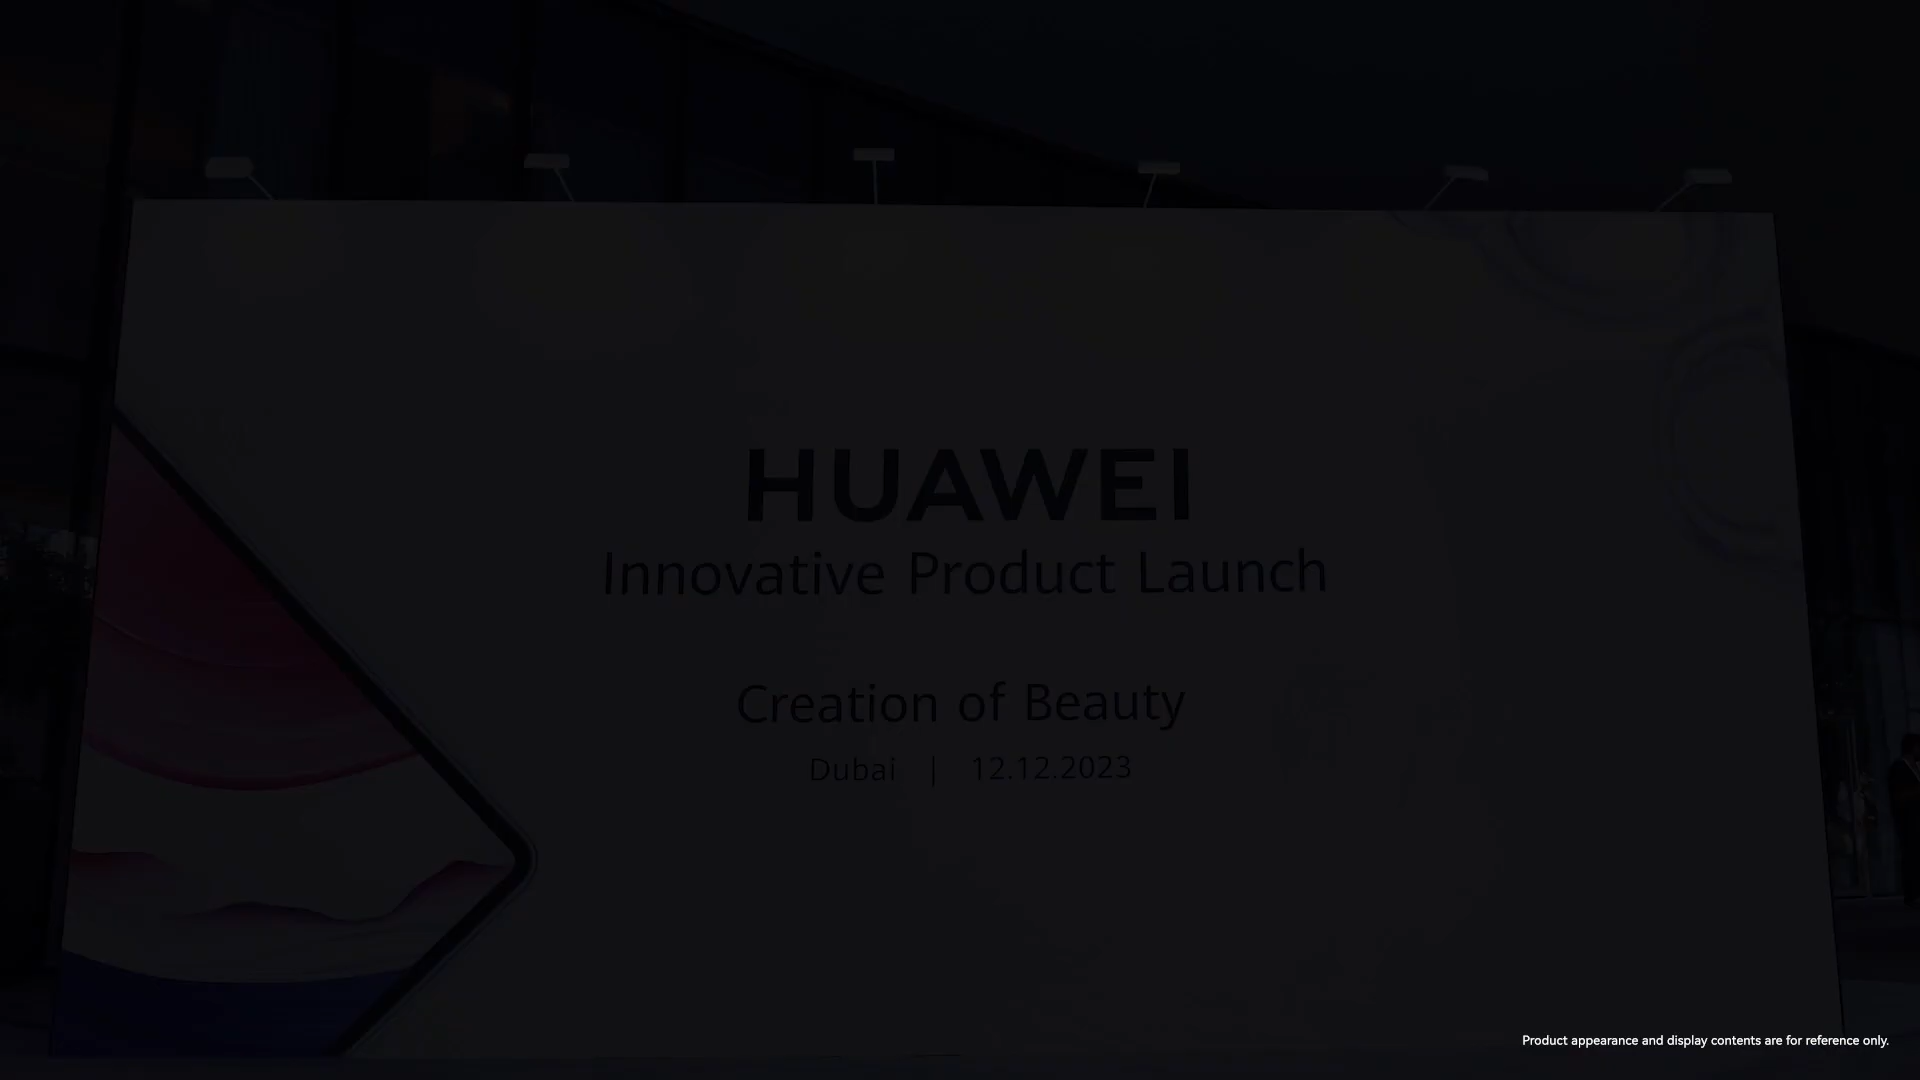 HUAWEI
Innovative Product Launch
Creation of Beauty
Dubai | 12.12.2023
Product appearance and display contents are for reference only.